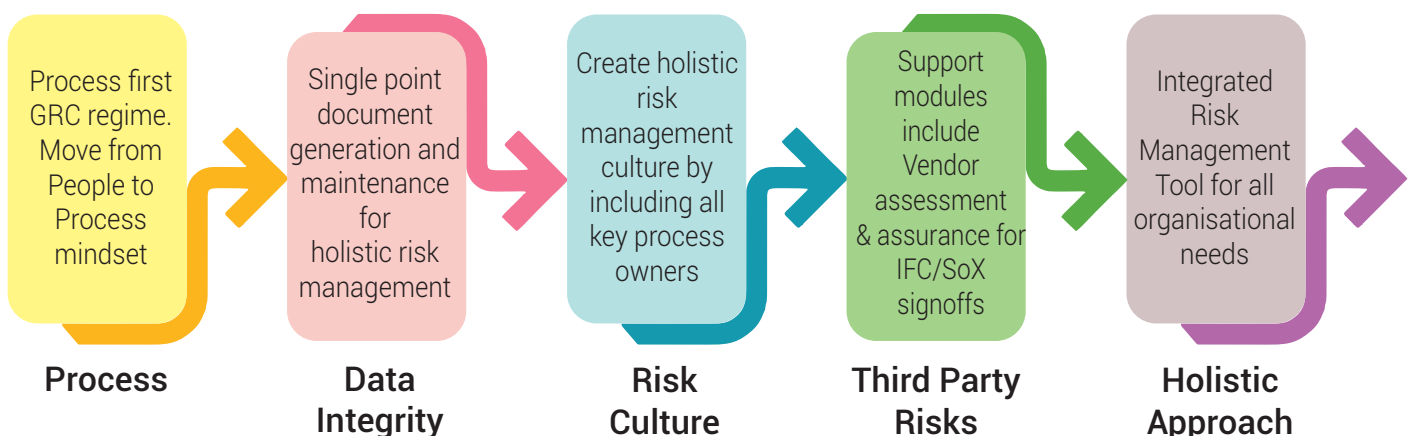 Process first
GRC regime.
Move from
People to
Process
mindset
Single point
document
generation and
maintenance
for
holistic risk
management
Create holistic
risk
management
culture by
including all
key process
owners
Support
modules
include
Vendor
assessment
& assurance for
IFC/SoX
signoffs
Integrated
Risk
Management
Tool for all
organisational
needs
Process
Data
Integrity
Risk
Culture
Third Party
Risks
Holistic
Approach